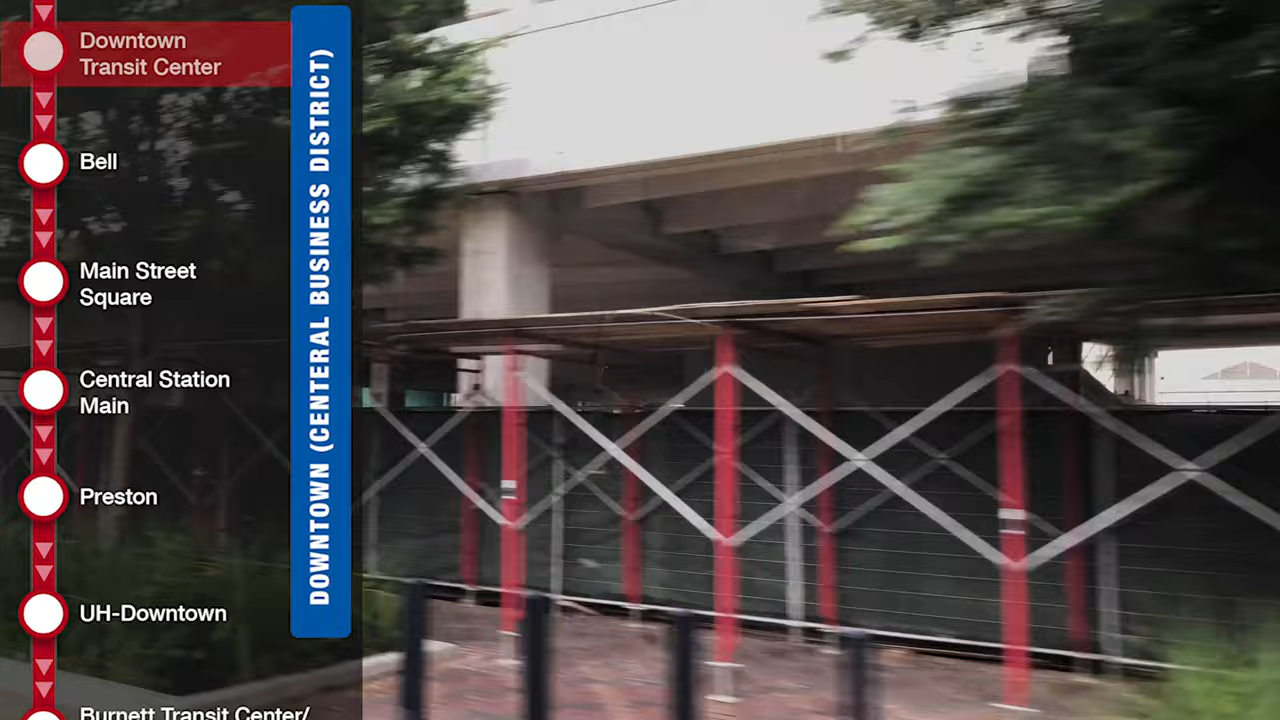 Downtown
Transit Center
Bell
Main Street
Square
Central Station
Main
Preston
UH-Downtown
Burnett Transit Center/
DOWNTOWN (CENTERAL BUSINESS DISTRICT)